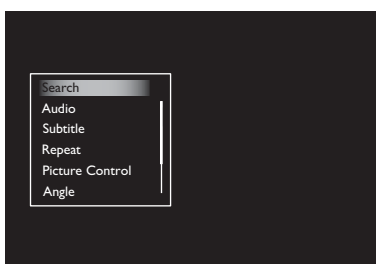 Search
Audio
Subtitle
Repeat
Picture Control
Angle